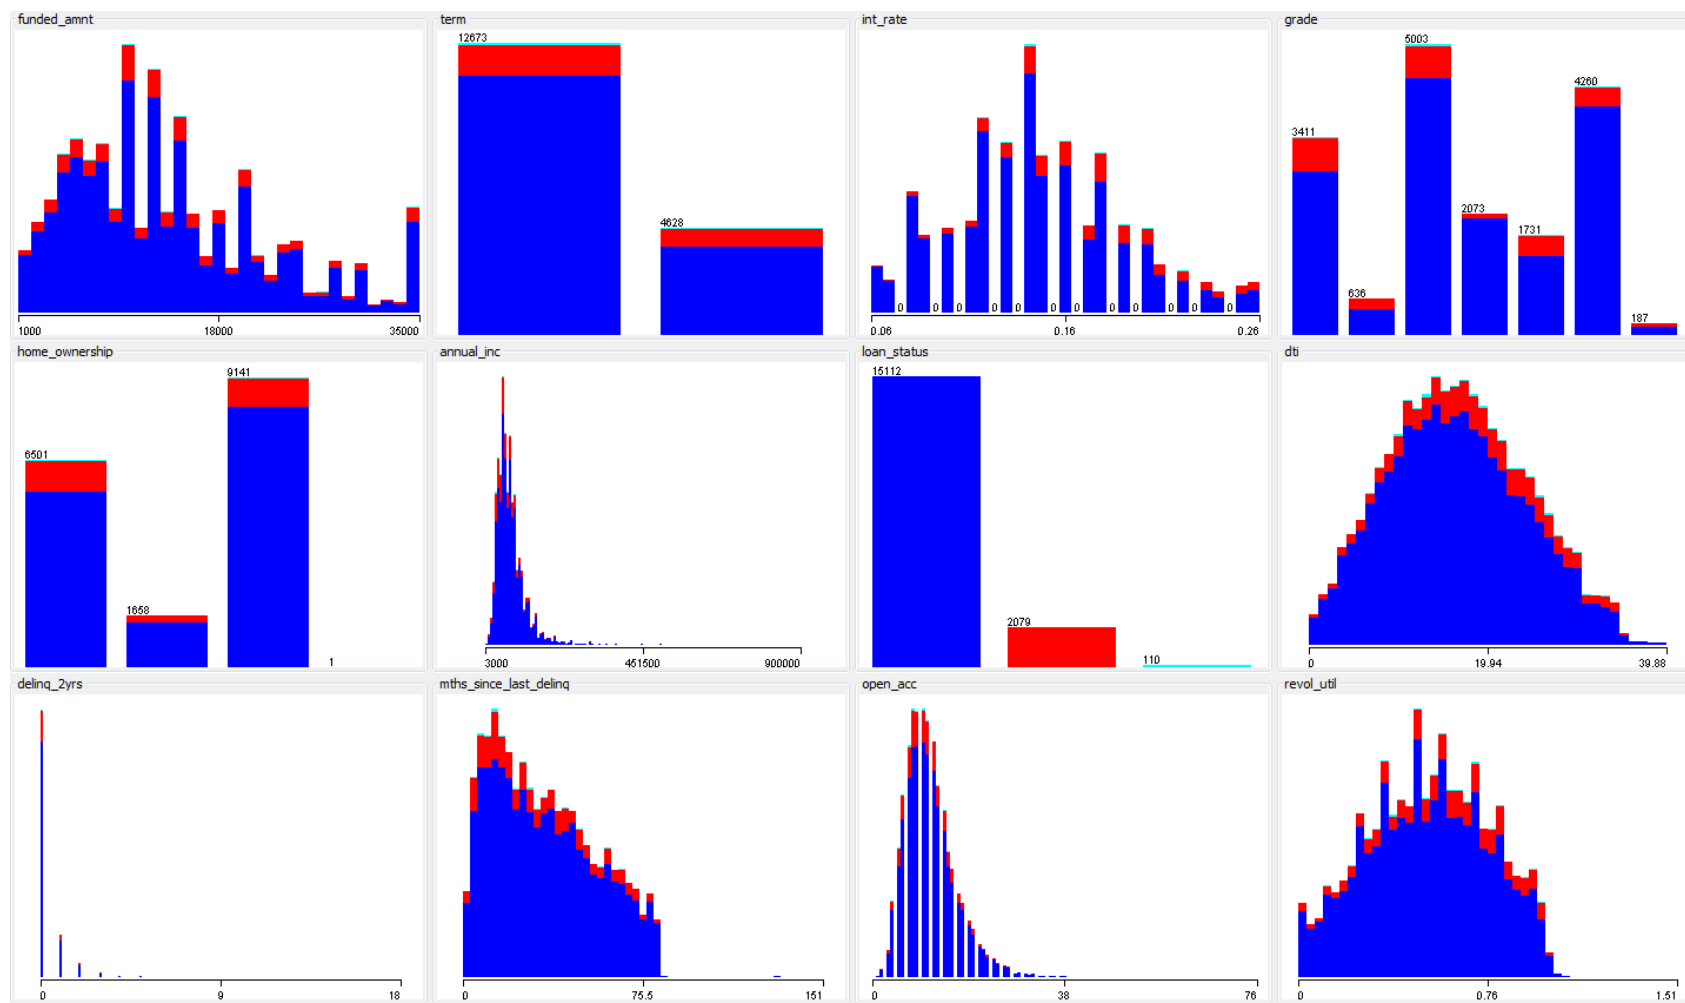 funded_amnt
12673
4628
1000 18000 35000
term
int_rate
0 0 0 0 0 0 0 0 0 0 0 0
0.06 0.16 0.26
grade
3411
636
5003
2073
1731
4260
187
home_ownership
6501
1658
9141
1
annual_inc
3000 451500 900000
loan_status
15112
2079
110
dti
0 19.94 39.88
delinq_2yrs
0 9 18
mths_since_last_delinq
0 75.5 151
open_acc
0 38 76
revol_util
0 0.76 1.51